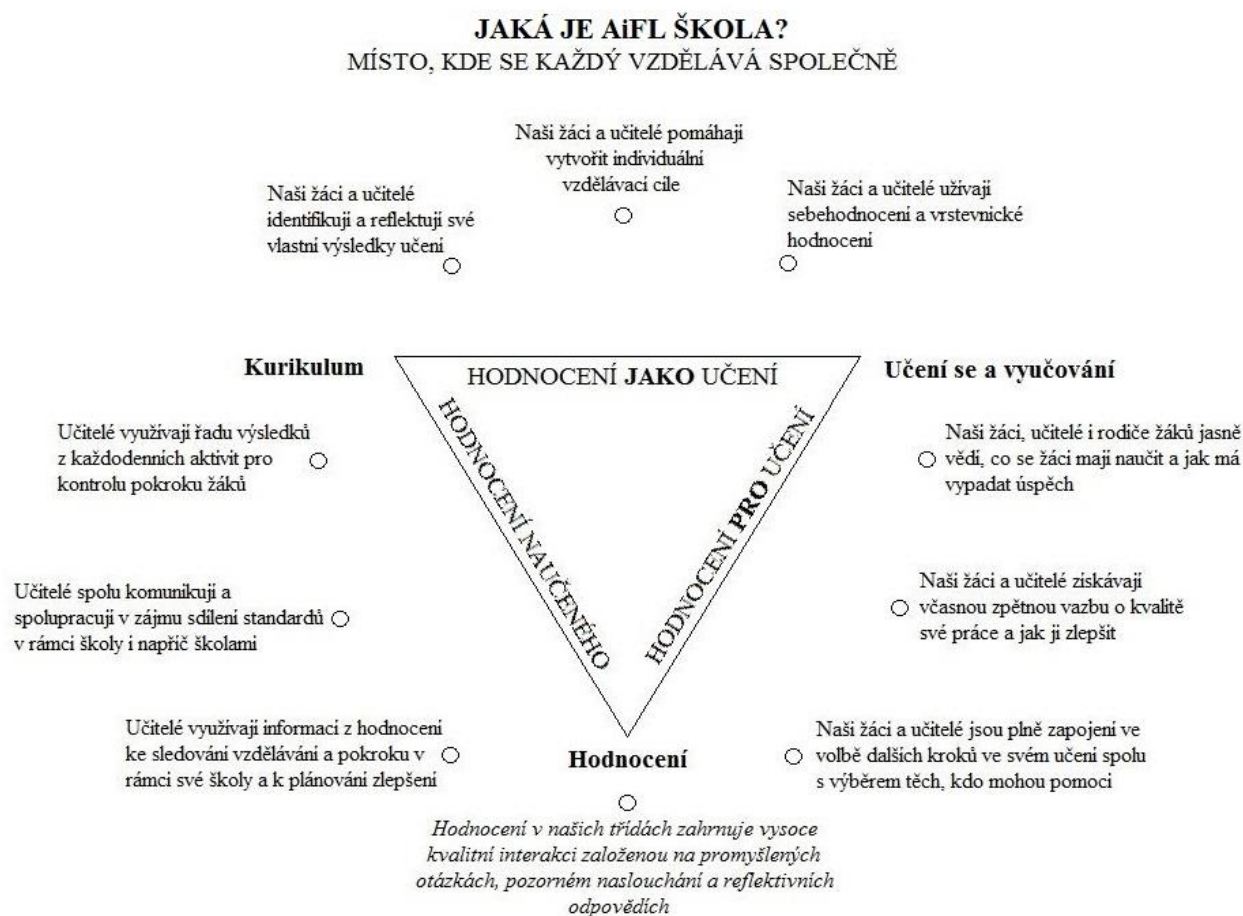 JAKÁ JE AiFL ŠKOLA?
MÍSTO, KDE SE KAŽDÝ VZDĚLÁVÁ SPOLEČNĚ
Naši žáci a učitelé pomáhají
vytvořit individuální
vzdělávací cíle
Naši žáci a učitelé
identifikují a reflektují své
vlastní výsledky učení
Naši žáci a učitelé užívají
sebehodnocení a vrstevnické
hodnocení
Kurikulum
HODNOCENÍ JAKO UČENÍ
Učení se a vyučování
HODNOCENÍ NAUČENÉHO
HODNOCENÍ PRO UČENÍ
Učitelé využívají řadu výsledků
z každodenních aktivit pro
kontrolu pokroku žáků
Naši žáci, učitelé i rodiče žáků jasně
vědí, co se žáci mají naučit a jak má
vypadat úspěch
Učitelé spolu komunikují a
spolupracují v zájmu sdílení standardů
v rámci školy i napříč školami
Naši žáci a učitelé získávají
včasnou zpětnou vazbu o kvalitě
své práce a jak ji zlepšit
Učitelé využívají informací z hodnocení
ke sledování vzdělávání a pokroku v
rámci své školy a k plánování zlepšení
Hodnocení
Naši žáci a učitelé jsou plně zapojení ve
volbě dalších kroků ve svém učení spolu
s výběrem těch, kdo mohou pomoci
Hodnocení v našich třídách zahrnuje vysoce
kvalitní interakci založenou na promyšlených
otázkách, pozorném naslouchání a reflektivních
odpovědích